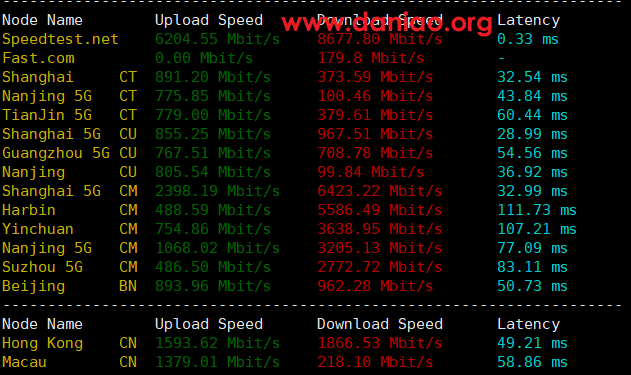 Node Name Upload Speed Download Speed Latency
www.daniao.org
Speedtest.net 6204.55 Mbit/s 8677.80 Mbit/s 0.33 ms
Fast.com 0.00 Mbit/s 179.8 Mbit/s -
Shanghai CT 891.20 Mbit/s 373.59 Mbit/s 32.54 ms
Nanjing 5G CT 775.85 Mbit/s 100.46 Mbit/s 43.84 ms
TianJin 5G CT 779.00 Mbit/s 379.61 Mbit/s 60.44 ms
Shanghai 5G CU 855.25 Mbit/s 967.51 Mbit/s 28.99 ms
Guangzhou 5G CU 767.51 Mbit/s 708.78 Mbit/s 54.56 ms
Nanjing CU 805.54 Mbit/s 99.84 Mbit/s 36.92 ms
Shanghai 5G CM 2398.19 Mbit/s 6423.22 Mbit/s 32.99 ms
Harbin CM 488.59 Mbit/s 5586.49 Mbit/s 111.73 ms
Yinchuan CM 754.86 Mbit/s 3638.95 Mbit/s 107.21 ms
Nanjing 5G CM 1068.02 Mbit/s 3205.13 Mbit/s 77.09 ms
Suzhou 5G CM 486.50 Mbit/s 2772.72 Mbit/s 83.11 ms
Beijing BN 893.96 Mbit/s 962.28 Mbit/s 50.73 ms
Node Name Upload Speed Download Speed Latency
Hong Kong CN 1593.62 Mbit/s 1866.53 Mbit/s 49.21 ms
Macau CN 1379.01 Mbit/s 218.10 Mbit/s 58.86 ms